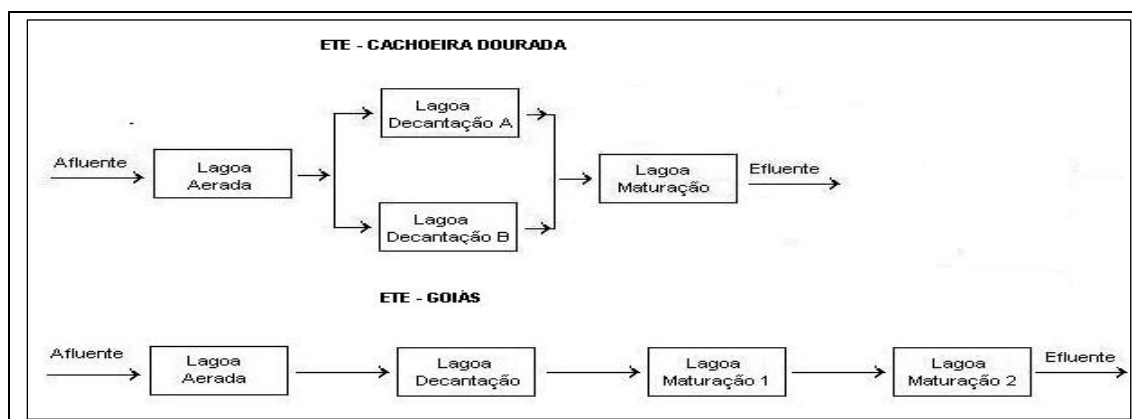 ETE - CACHOEIRA DOURADA
Lagoa
Decantação A
Afluente
Lagoa
Aerada
Lagoa
Maturação
Efluente
Lagoa
Decantação B
ETE - GOIÀS
Afluente
Lagoa
Aerada
Lagoa
Decantação
Lagoa
Maturação 1
Lagoa
Maturação 2
Efluente